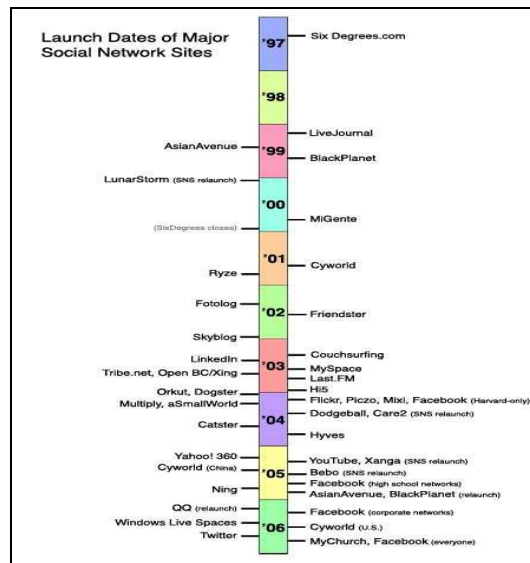 Launch Dates of Major
Social Network Sites
'97
Six Degrees.com
'98
'99
LiveJournal
AsianAvenue
BlackPlanet
LunarStorm (SNS relaunch)
'00
MiGente
(SixDegrees closes)
'01
Cyworld
Ryze
Fotolog
'02
Friendster
Skyblog
Couchsurfing
LinkedIn
'03
MySpace
Tribe.net, Open BC/Xing
Last.FM
Hi5
Orkut, Dogster
Flickr, Piczo, Mixi, Facebook (Harvard-only)
Multiply, aSmallWorld
Dodgeball, Care2 (SNS relaunch)
'04
Catster
Hyves
Yahoo! 360
YouTube, Xanga (SNS relaunch)
Cyworld (China)
'05
Bebo (SNS relaunch)
Facebook (high school networks)
Ning
AsianAvenue, BlackPlanet (relaunch)
QQ (relaunch)
Facebook (corporate networks)
Windows Live Spaces
'06
Cyworld (U.S.)
Twitter
MyChurch, Facebook (everyone)